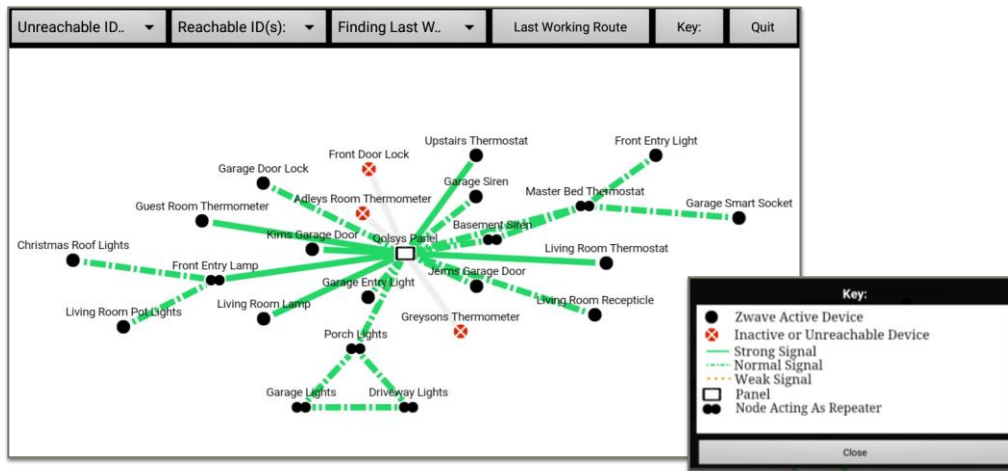 Unreachable ID..
Reachable ID(s):
Finding Last W..
Last Working Route
Key:
Quit
Upstairs Thermostat
Front Entry Light
Front Door Lock
Garage Door Lock
Garage Siren
Master Bed Thermostat
Adleys Room Thermometer
Guest Room Thermometer
Garage Smart Socket
Basement Siren
Kims Garage Door
Qolsys Panel
Christmas Roof Lights
Living Room Thermostat
Front Entry Lamp
Jerms Garage Door
Garage Entry Light
Living Room Pot Lights
Living Room Lamp
Living Room Recepticle
Greysons Thermometer
Porch Lights
Garage Lights
Driveway Lights
Key:
Zwave Active Device
Inactive or Unreachable Device
Strong Signal
Normal Signal
Weak Signal
Panel
Node Acting As Repeater
Close